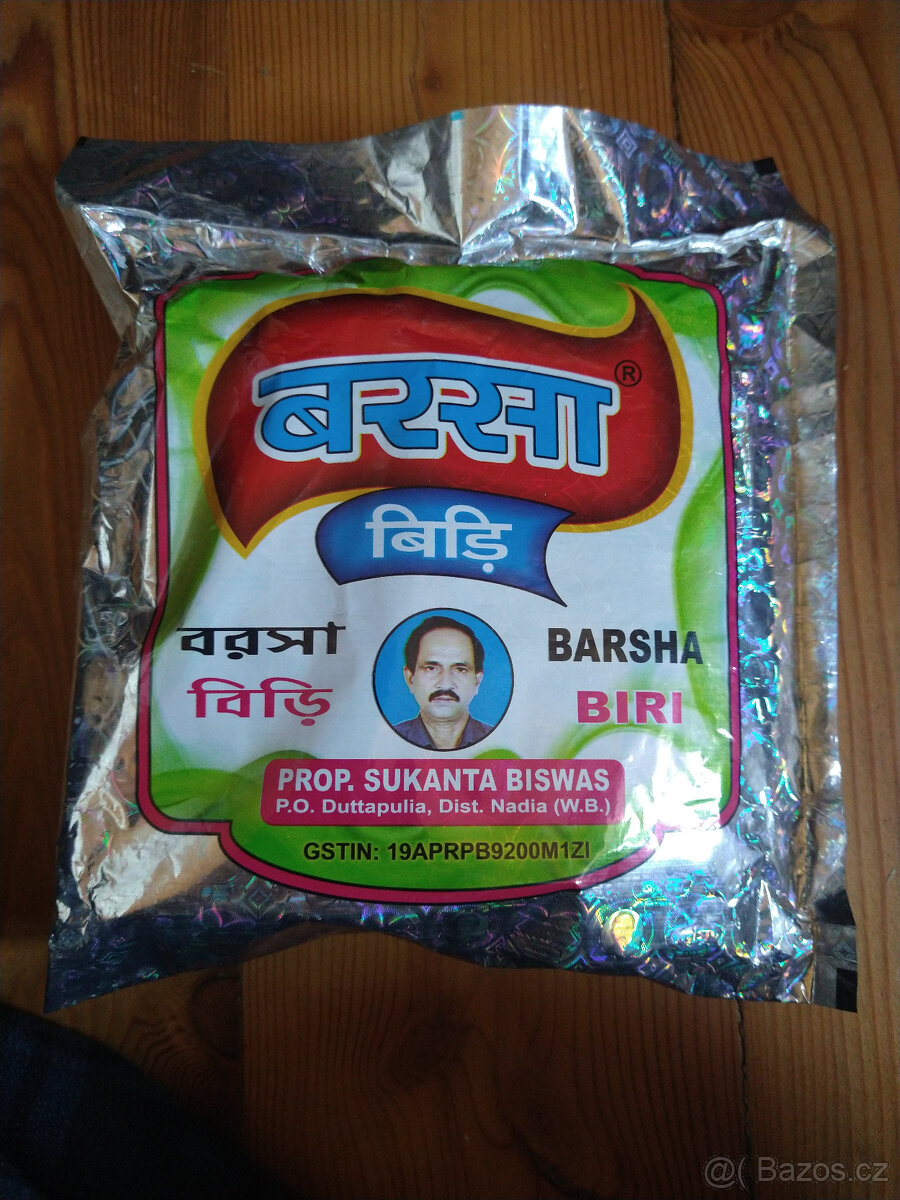 बरसा ®
बिड़ि
বরসা
বিড়ি
BARSHA
BIRI
PROP. SUKANTA BISWAS
P.O. Duttapulia, Dist. Nadia (W.B.)
GSTIN: 19APRPB9200M1ZI
@( Bazos.cz